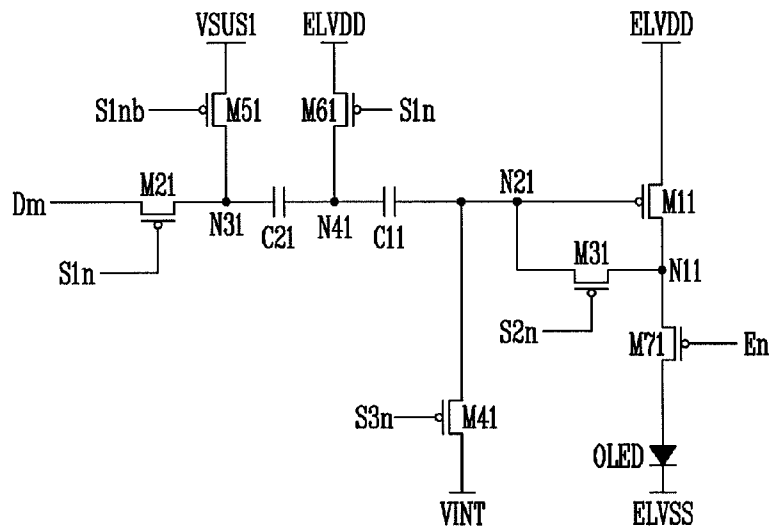 VSUS1 ELVDD ELVDD
S1nb M51 M61 S1n
M21 N21 M11
Dm N31 C21 N41 C11 M31 N11
S1n S2n M71 En
S3n M41
OLED
VINT ELVSS